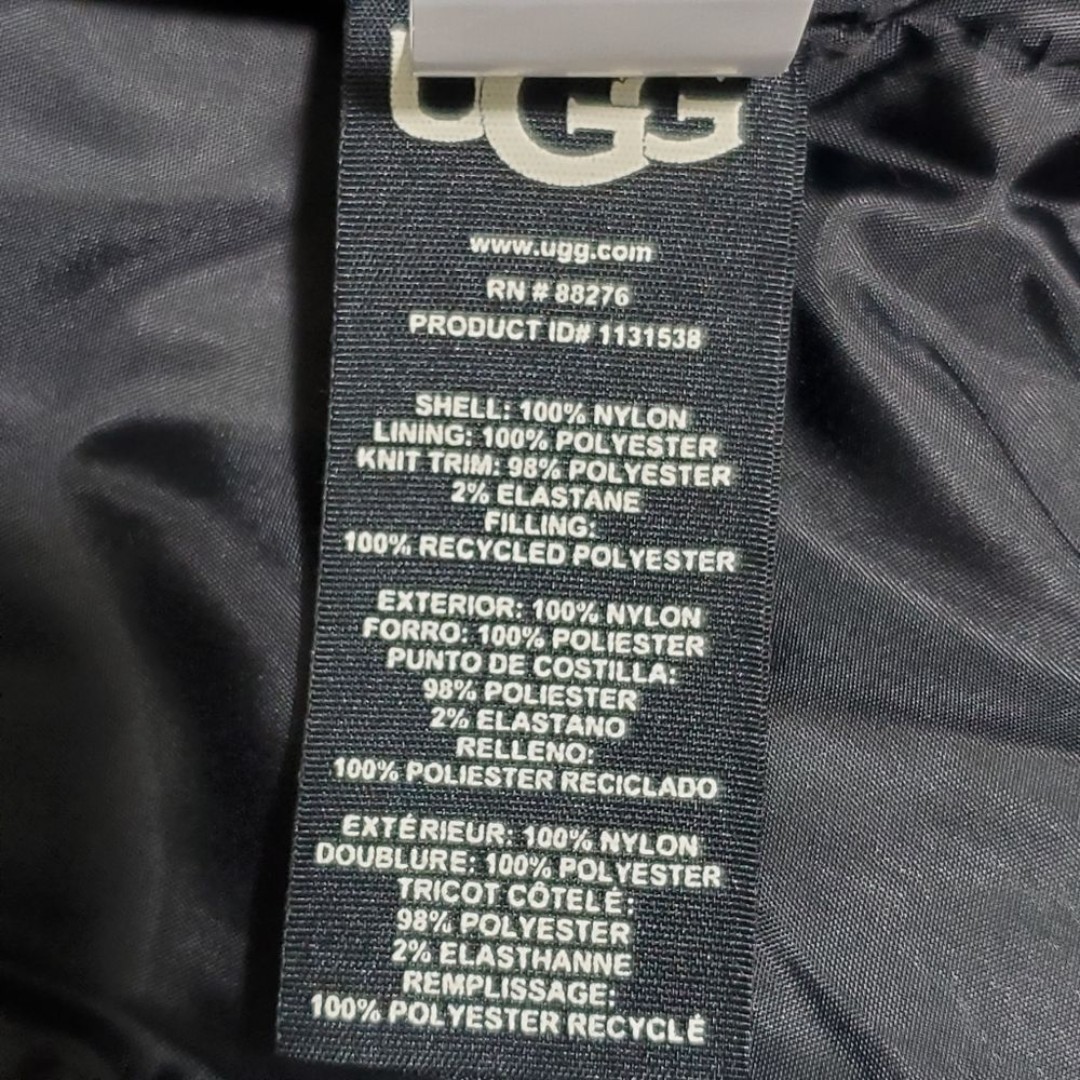 UGG
www.ugg.com
RN # 88276
PRODUCT ID# 1131538
SHELL: 100% NYLON
LINING: 100% POLYESTER
KNIT TRIM: 98% POLYESTER
2% ELASTANE
FILLING:
100% RECYCLED POLYESTER
EXTERIOR: 100% NYLON
FORRO: 100% POLIESTER
PUNTO DE COSTILLA:
98% POLIESTER
2% ELASTANO
RELLENO:
100% POLIESTER RECICLADO
EXTÉRIEUR: 100% NYLON
DOUBLURE: 100% POLYESTER
TRICOT CÔTELÉ:
98% POLYESTER
2% ELASTHANNE
REMPLISSAGE:
100% POLYESTER RECYCLÉ